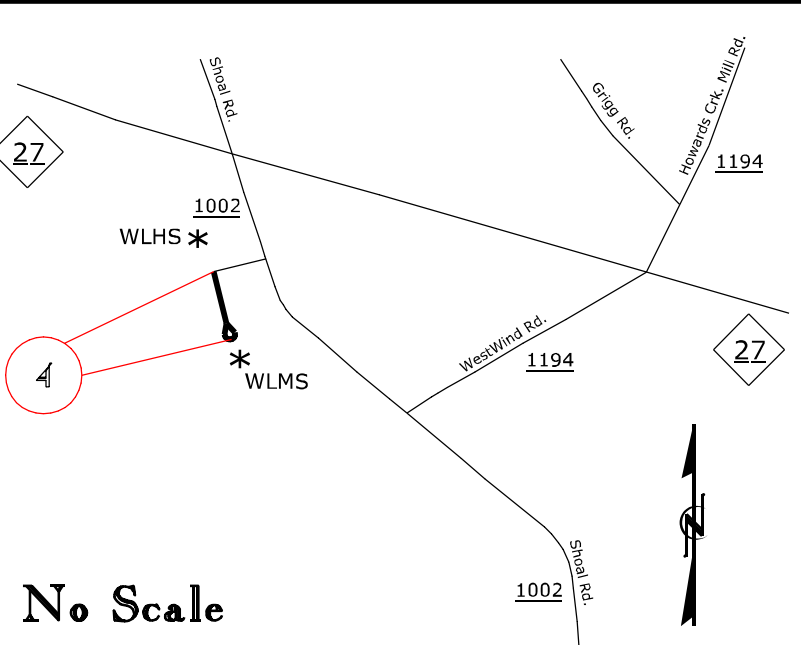 Shoal Rd.
Grigg Rd.
Howards Crk. Mill Rd.
27
1194
1002
WLHS *
WestWind Rd.
27
1194
4
* WLMS
N
Shoal Rd.
1002
No Scale